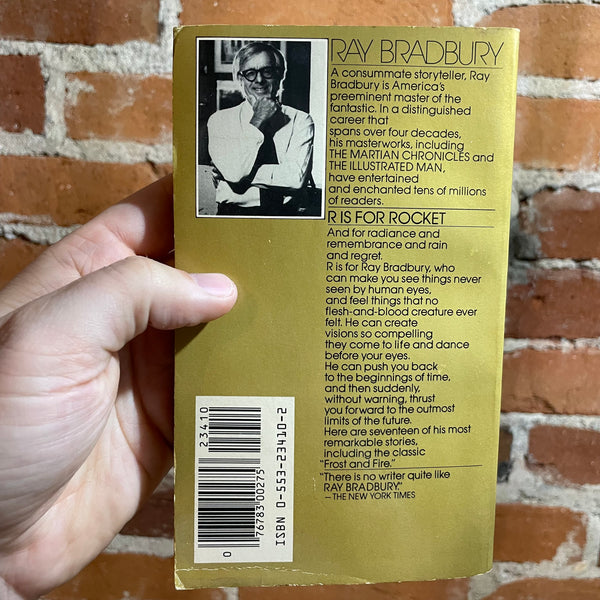 RAY BRADBURY
A consummate storyteller, Ray
Bradbury is America's
preeminent master of the
fantastic. In a distinguished
career that
spans over four decades,
his masterworks, including
THE MARTIAN CHRONICLES and
THE ILLUSTRATED MAN,
have entertained
and enchanted tens of millions
of readers.
R IS FOR ROCKET
And for radiance and
remembrance and rain
and regret.
R is for Ray Bradbury, who
can make you see things never
seen by human eyes,
and feel things that no
flesh-and-blood creature ever
felt. He can create
visions so compelling
they come to life and dance
before your eyes.
He can push you back
to the beginnings of time,
and then suddenly,
without warning, thrust
you forward to the outmost
limits of the future.
Here are seventeen of his most
remarkable stories,
including the classic
"Frost and Fire."
"There is no writer quite like
RAY BRADBURY."
— THE NEW YORK TIMES
23410
0 76783 00275
ISBN 0-553-23410-2